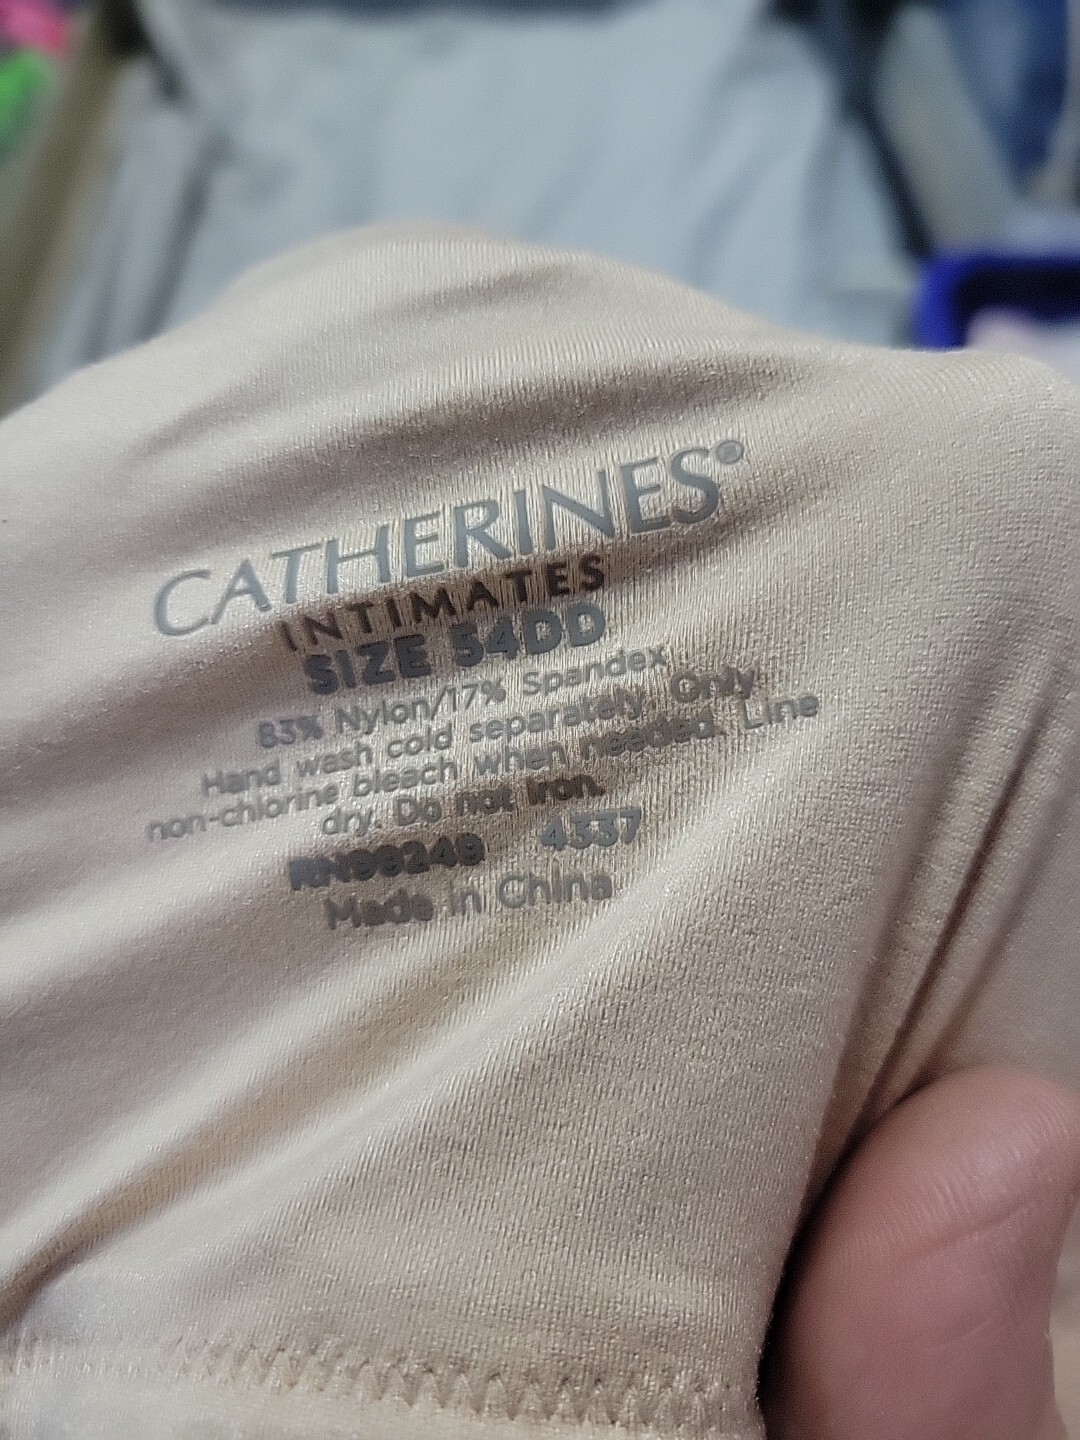 CATHERINES®
INTIMATES
SIZE 54DD
83% Nylon/17% Spandex
Hand wash cold separately. Only
non-chlorine bleach when needed. Line
dry. Do not Iron.
4337
Made in China